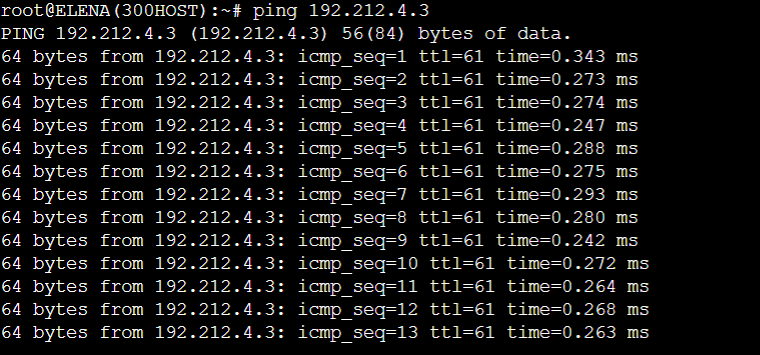 root@ELENA(300HOST):~# ping 192.212.4.3
PING 192.212.4.3 (192.212.4.3) 56(84) bytes of data.
64 bytes from 192.212.4.3: icmp_seq=1 ttl=61 time=0.343 ms
64 bytes from 192.212.4.3: icmp_seq=2 ttl=61 time=0.273 ms
64 bytes from 192.212.4.3: icmp_seq=3 ttl=61 time=0.274 ms
64 bytes from 192.212.4.3: icmp_seq=4 ttl=61 time=0.247 ms
64 bytes from 192.212.4.3: icmp_seq=5 ttl=61 time=0.288 ms
64 bytes from 192.212.4.3: icmp_seq=6 ttl=61 time=0.275 ms
64 bytes from 192.212.4.3: icmp_seq=7 ttl=61 time=0.293 ms
64 bytes from 192.212.4.3: icmp_seq=8 ttl=61 time=0.280 ms
64 bytes from 192.212.4.3: icmp_seq=9 ttl=61 time=0.242 ms
64 bytes from 192.212.4.3: icmp_seq=10 ttl=61 time=0.272 ms
64 bytes from 192.212.4.3: icmp_seq=11 ttl=61 time=0.264 ms
64 bytes from 192.212.4.3: icmp_seq=12 ttl=61 time=0.268 ms
64 bytes from 192.212.4.3: icmp_seq=13 ttl=61 time=0.263 ms